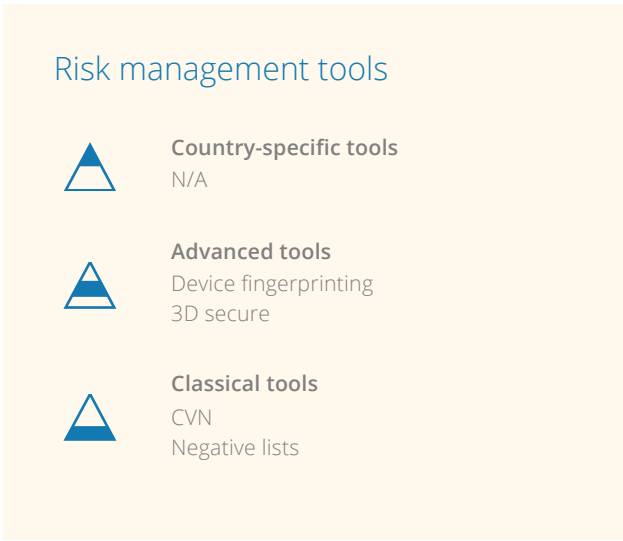 Risk management tools
Country-specific tools
N/A
Advanced tools
Device fingerprinting
3D secure
Classical tools
CVN
Negative lists